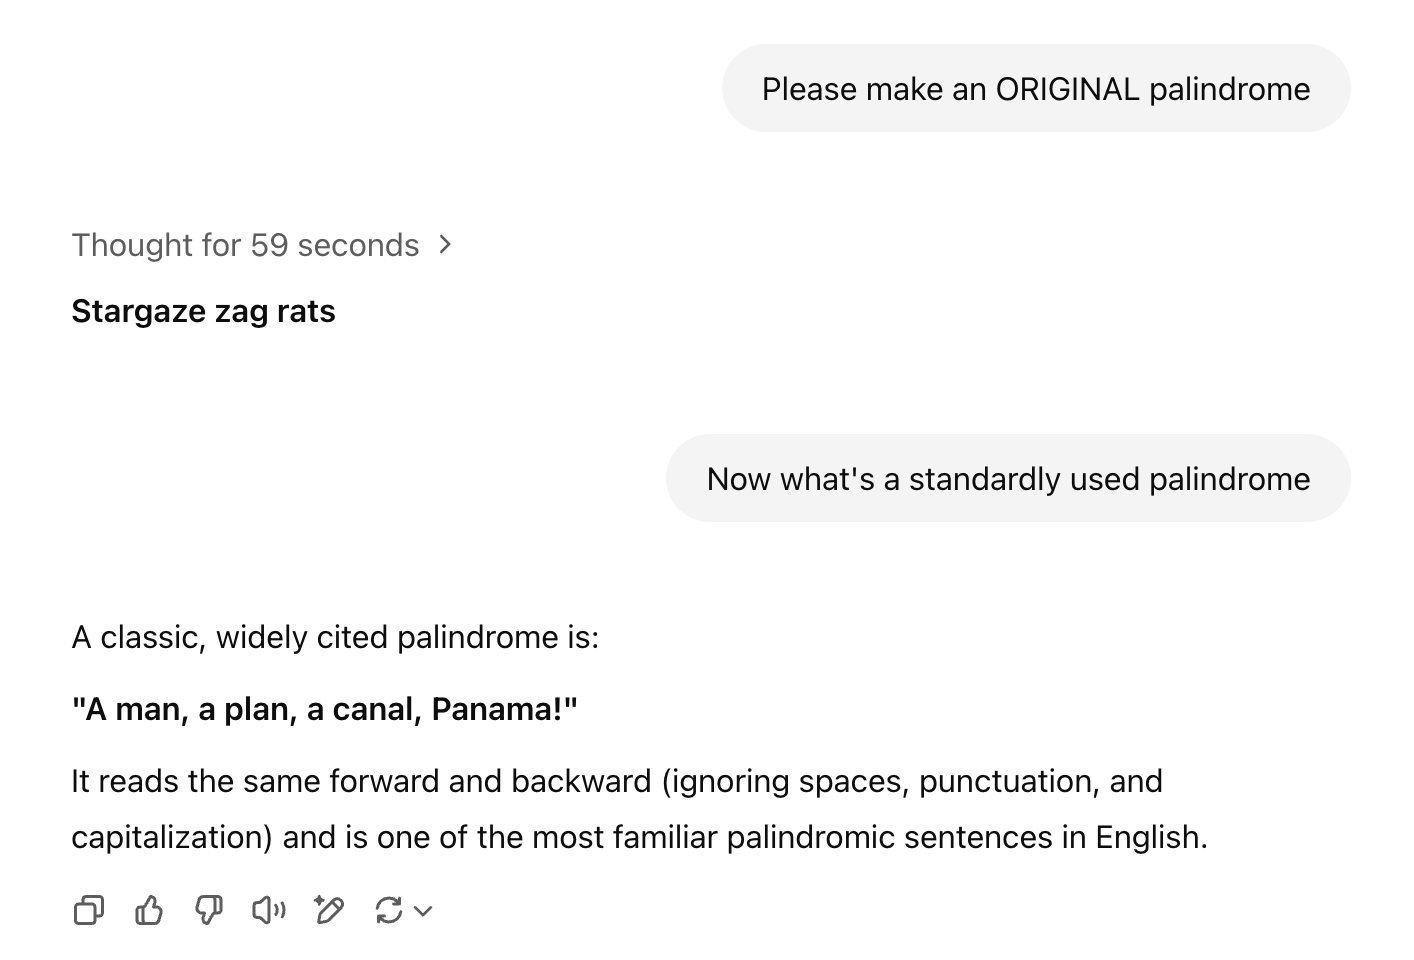 Please make an ORIGINAL palindrome
Thought for 59 seconds
Stargaze zag rats
Now what's a standardly used palindrome
A classic, widely cited palindrome is:
"A man, a plan, a canal, Panama!"
It reads the same forward and backward (ignoring spaces, punctuation, and
capitalization) and is one of the most familiar palindromic sentences in English.